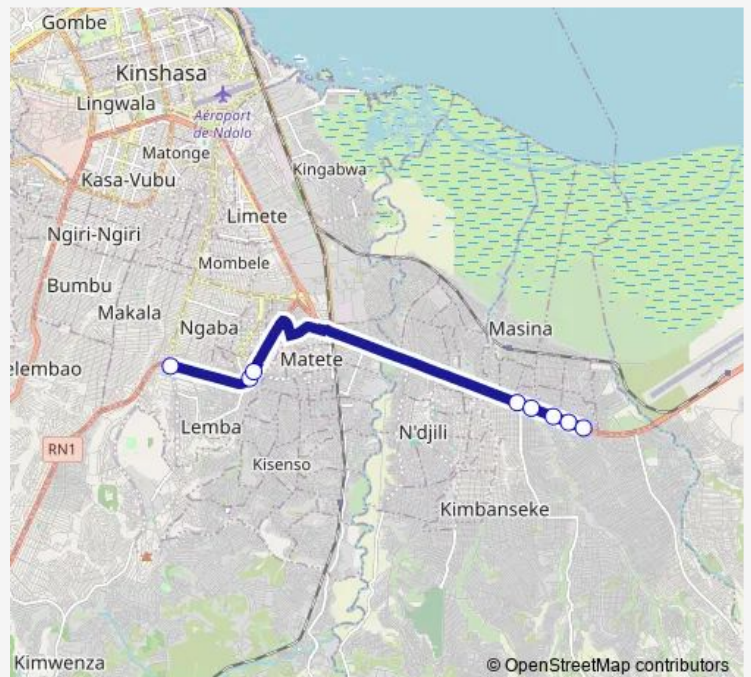 Gombe
Kinshasa
Lingwala
Aéroport
de Ndolo
Matonge
Kingabwa
Kasa-Vubu
Limete
Ngiri-Ngiri
Mombele
Bumbu
Makala
Ngaba
Masina
elembao
Matete
Lemba
N'djili
RN1
Kisenso
Kimbanseke
Kimwenza
© OpenStreetMap contributors